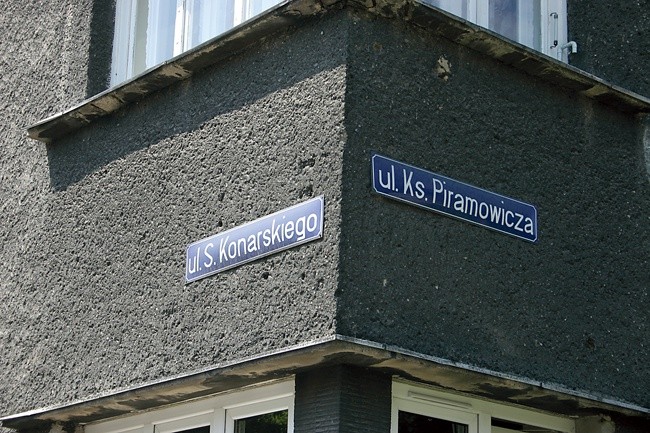 ul. S. Konarskiego
ul. Ks. Piramowicza